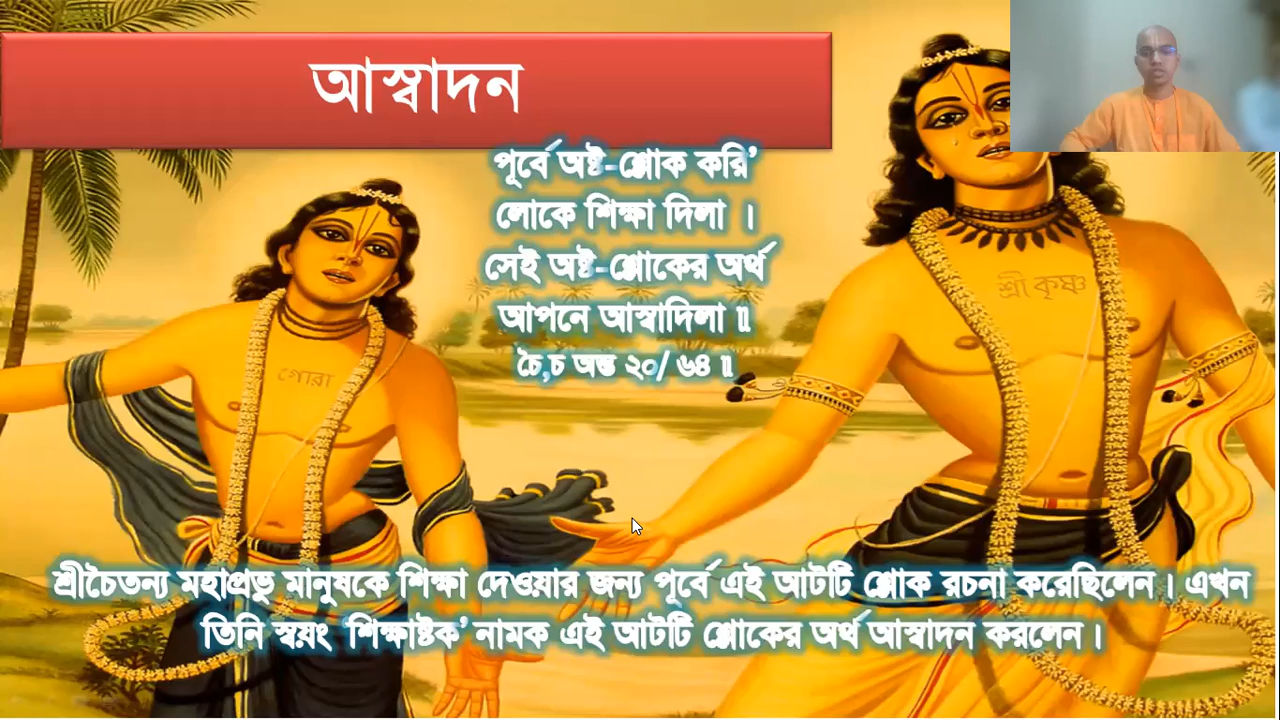 আস্বাদন
পূর্বে অষ্ট-শ্লোক করি’
লোকে শিক্ষা দিলা ।
সেই অষ্ট-শ্লোকের অর্থ
আপনে আস্বাদিলা ॥
চৈ,চ অন্ত ২০/ ৬৪ ॥
শ্রী কৃষ্ণ
গোরা
শ্রীচৈতন্য মহাপ্রভু মানুষকে শিক্ষা দেওয়ার জন্য পূর্বে এই আটটি শ্লোক রচনা করেছিলেন। এখন
তিনি স্বয়ং ‘শিক্ষাষ্টক’ নামক এই আটটি শ্লোকের অর্থ আস্বাদন করলেন।